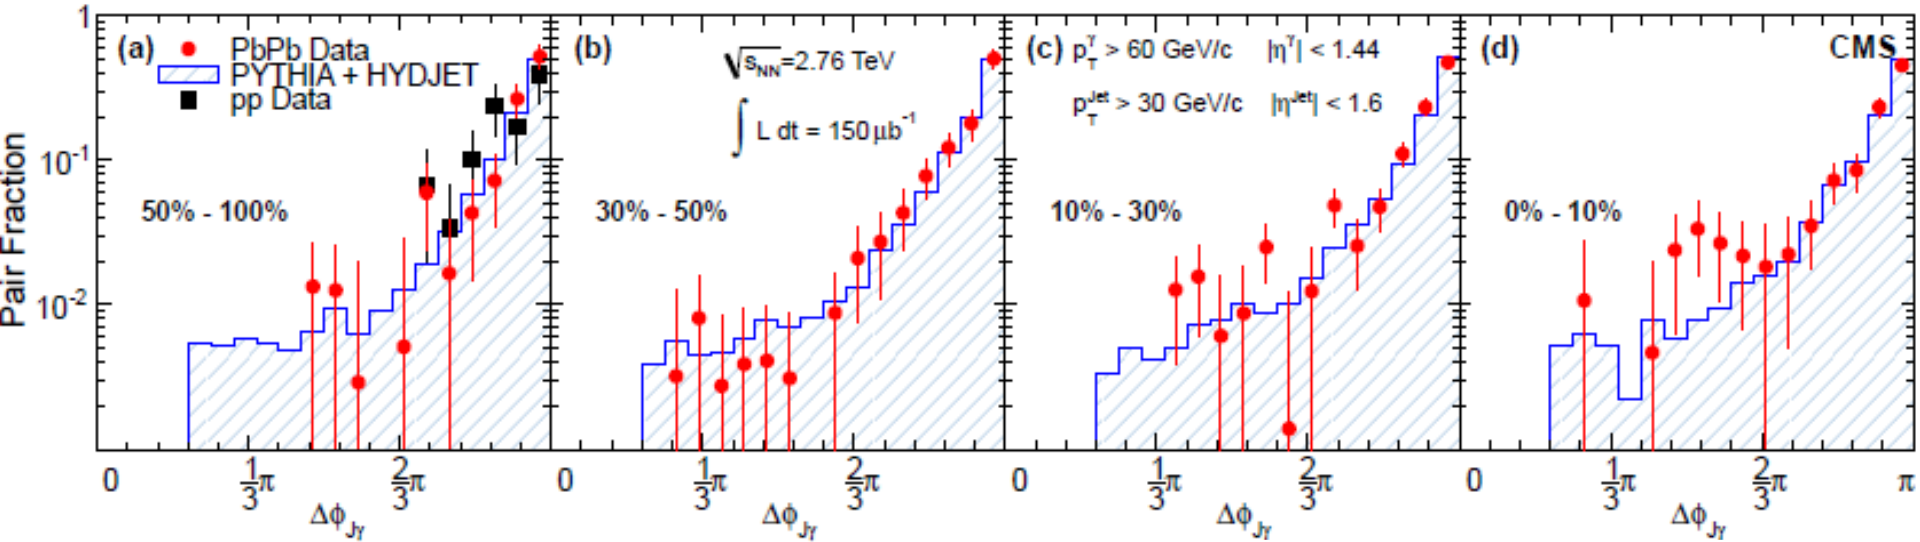 1
10⁻¹
10⁻²
Pair Fraction
(a)
PbPb Data
PYTHIA + HYDJET
pp Data
50% - 100%
(b)
√sNN=2.76 TeV
∫ L dt = 150 μb⁻¹
30% - 50%
(c)
pTγ > 60 GeV/c |ηγ| < 1.44
pTJet > 30 GeV/c |ηJet| < 1.6
10% - 30%
(d)
CMS
0% - 10%
0 1/3π 2/3π 0 1/3π 2/3π 0 1/3π 2/3π 0 1/3π 2/3π π
ΔϕJγ ΔϕJγ ΔϕJγ ΔϕJγ